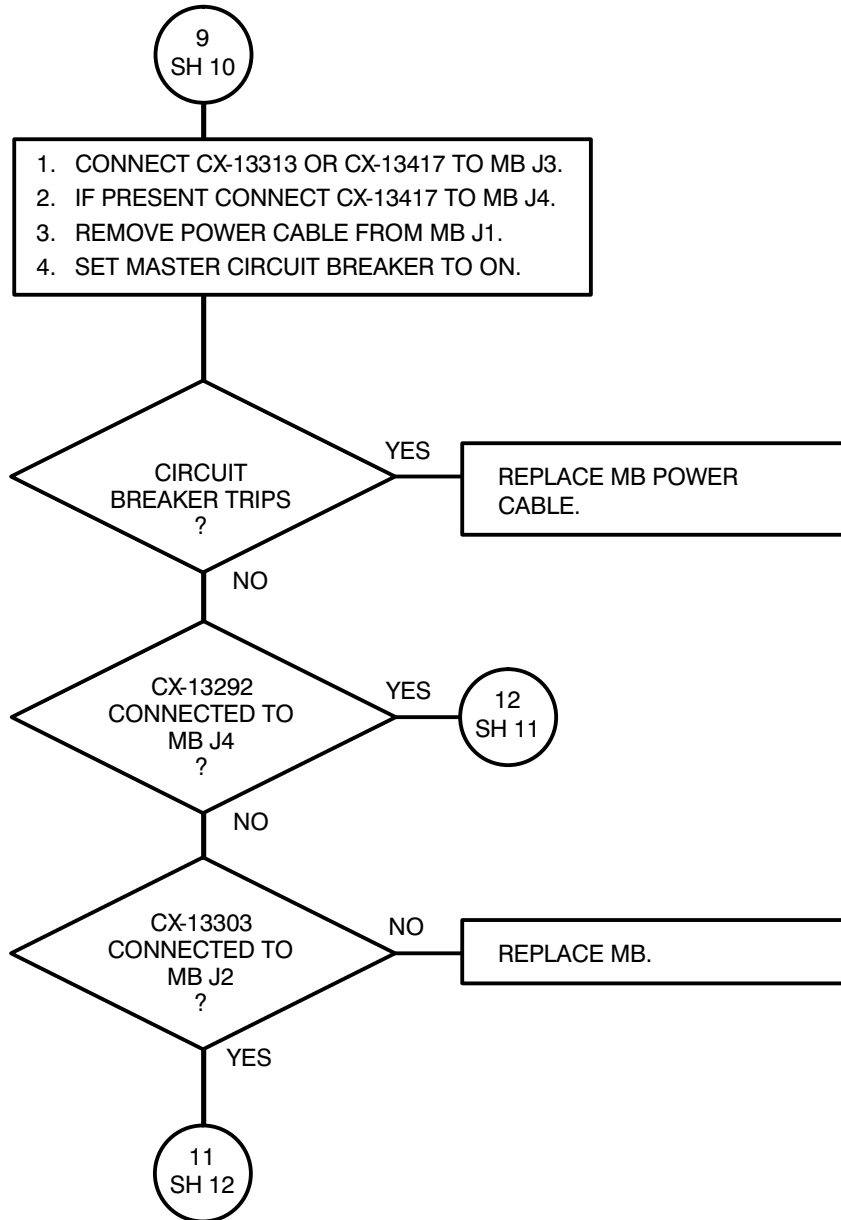 9
SH 10
1. CONNECT CX-13313 OR CX-13417 TO MB J3.
2. IF PRESENT CONNECT CX-13417 TO MB J4.
3. REMOVE POWER CABLE FROM MB J1.
4. SET MASTER CIRCUIT BREAKER TO ON.
CIRCUIT
BREAKER TRIPS
?
YES
REPLACE MB POWER
CABLE.
NO
CX-13292
CONNECTED TO
MB J4
?
YES
12
SH 11
NO
CX-13303
CONNECTED TO
MB J2
?
NO
REPLACE MB.
YES
11
SH 12